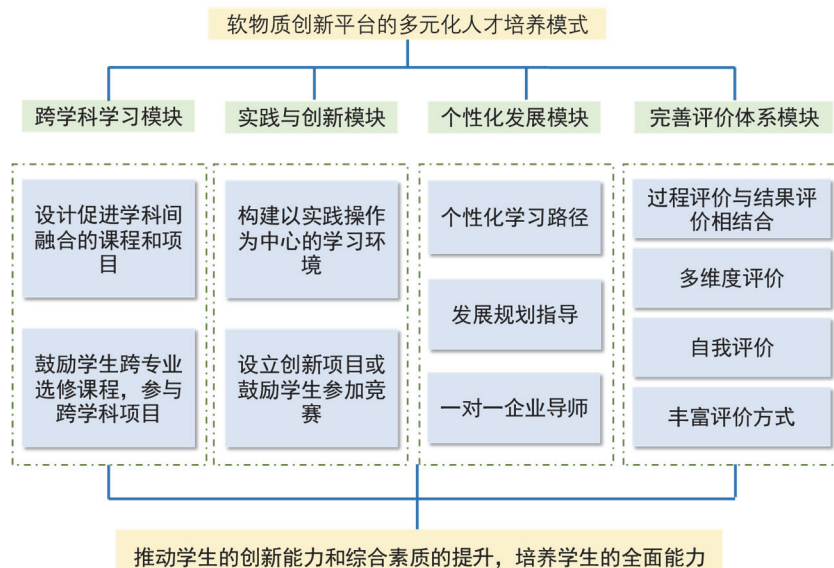 软物质创新平台的多元化人才培养模式
跨学科学习模块
实践与创新模块
个性化发展模块
完善评价体系模块
设计促进学科间
融合的课程和项
目
鼓励学生跨专业
选修课程，参与
跨学科项目
构建以实践操作
为中心的学习环
境
设立创新项目或
鼓励学生参加竞
赛
个性化学习路径
发展规划指导
一对一企业导师
过程评价与结果评
价相结合
多维度评价
自我评价
丰富评价方式
推动学生的创新能力和综合素质的提升，培养学生的全面能力